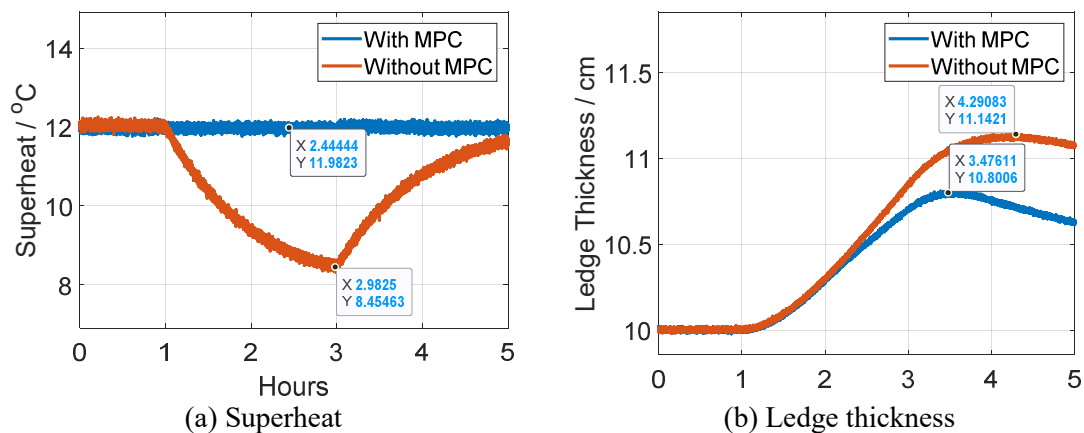 With MPC
Without MPC
14
12
10
8
Superheat / °C
X 2.44444
Y 11.9823
X 2.9825
Y 8.45463
0 1 2 3 4 5
Hours
(a) Superheat
With MPC
Without MPC
11.5
11
10.5
10
Ledge Thickness / cm
X 4.29083
Y 11.1421
X 3.47611
Y 10.8006
0 1 2 3 4 5
(b) Ledge thickness